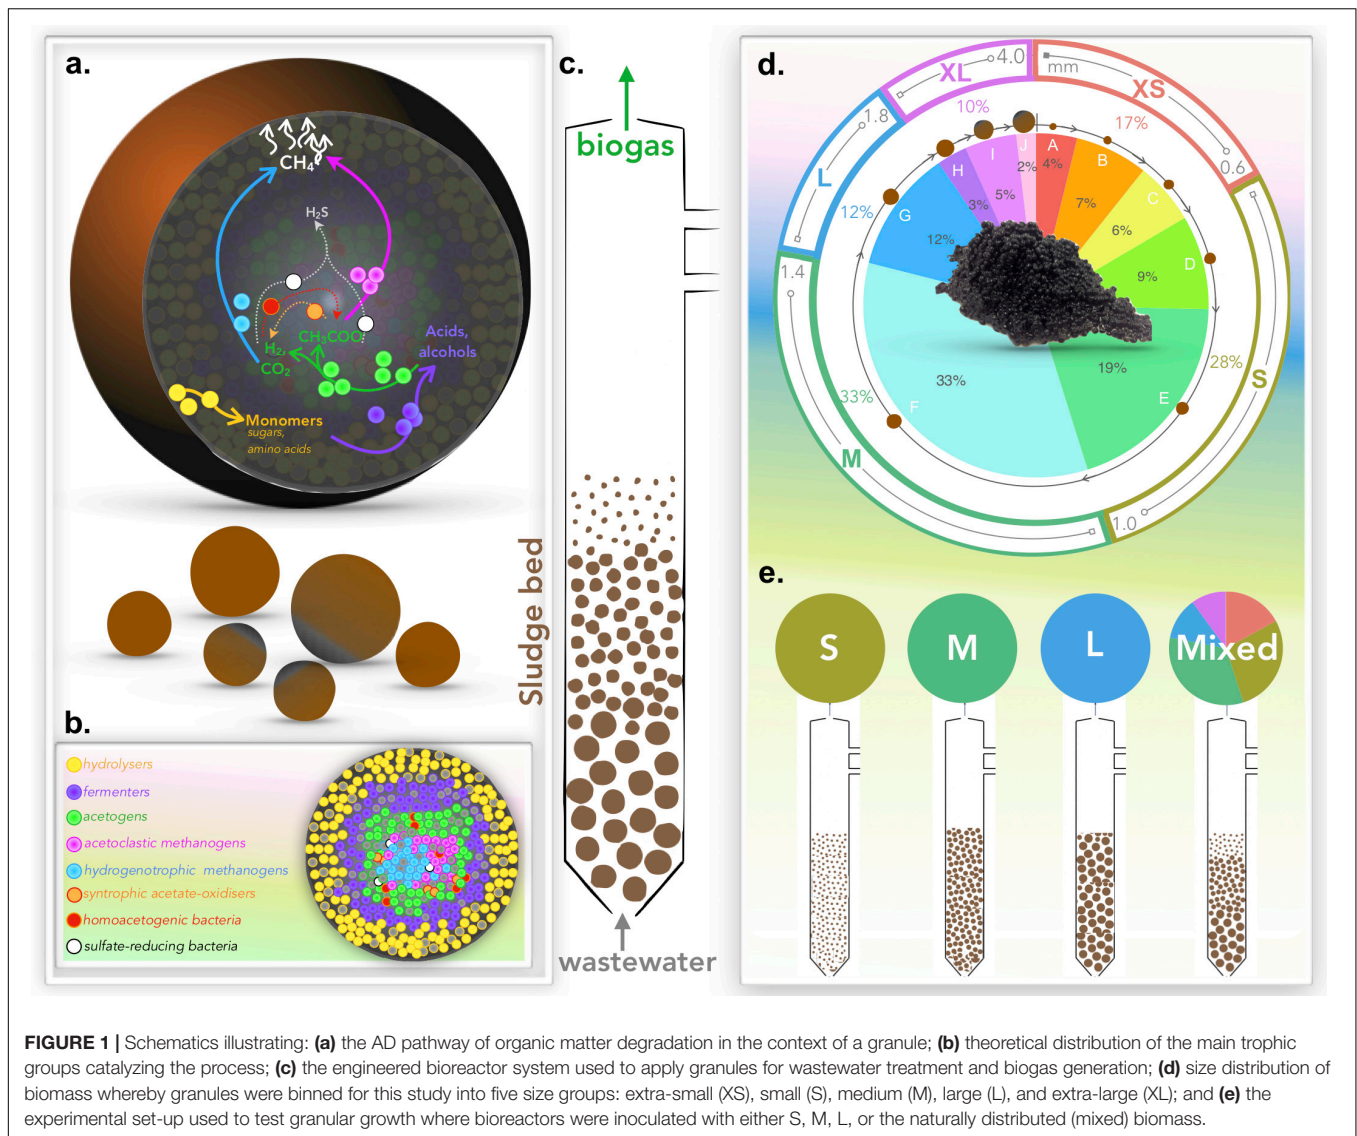 a.
CH4
H2S
CH3COO
H2,
CO2
Acids,
alcohols
Monomers
sugars,
amino acids
b.
hydrolysers
fermenters
acetogens
acetoclastic methanogens
hydrogenotrophic methanogens
syntrophic acetate-oxidisers
homoacetogenic bacteria
sulfate-reducing bacteria
c.
biogas
Sludge bed
wastewater
d.
XL
4.0
mm
XS
10%
17%
1.8
0.6
L
12%
J
A
I
B
H
C
2%
4%
5%
7%
3%
6%
G
12%
D
9%
1.4
28%
S
33%
19%
33%
F
E
M
1.0
e.
S
M
L
Mixed
FIGURE 1 | Schematics illustrating: (a) the AD pathway of organic matter degradation in the context of a granule; (b) theoretical distribution of the main trophic
groups catalyzing the process; (c) the engineered bioreactor system used to apply granules for wastewater treatment and biogas generation; (d) size distribution of
biomass whereby granules were binned for this study into five size groups: extra-small (XS), small (S), medium (M), large (L), and extra-large (XL); and (e) the
experimental set-up used to test granular growth where bioreactors were inoculated with either S, M, L, or the naturally distributed (mixed) biomass.